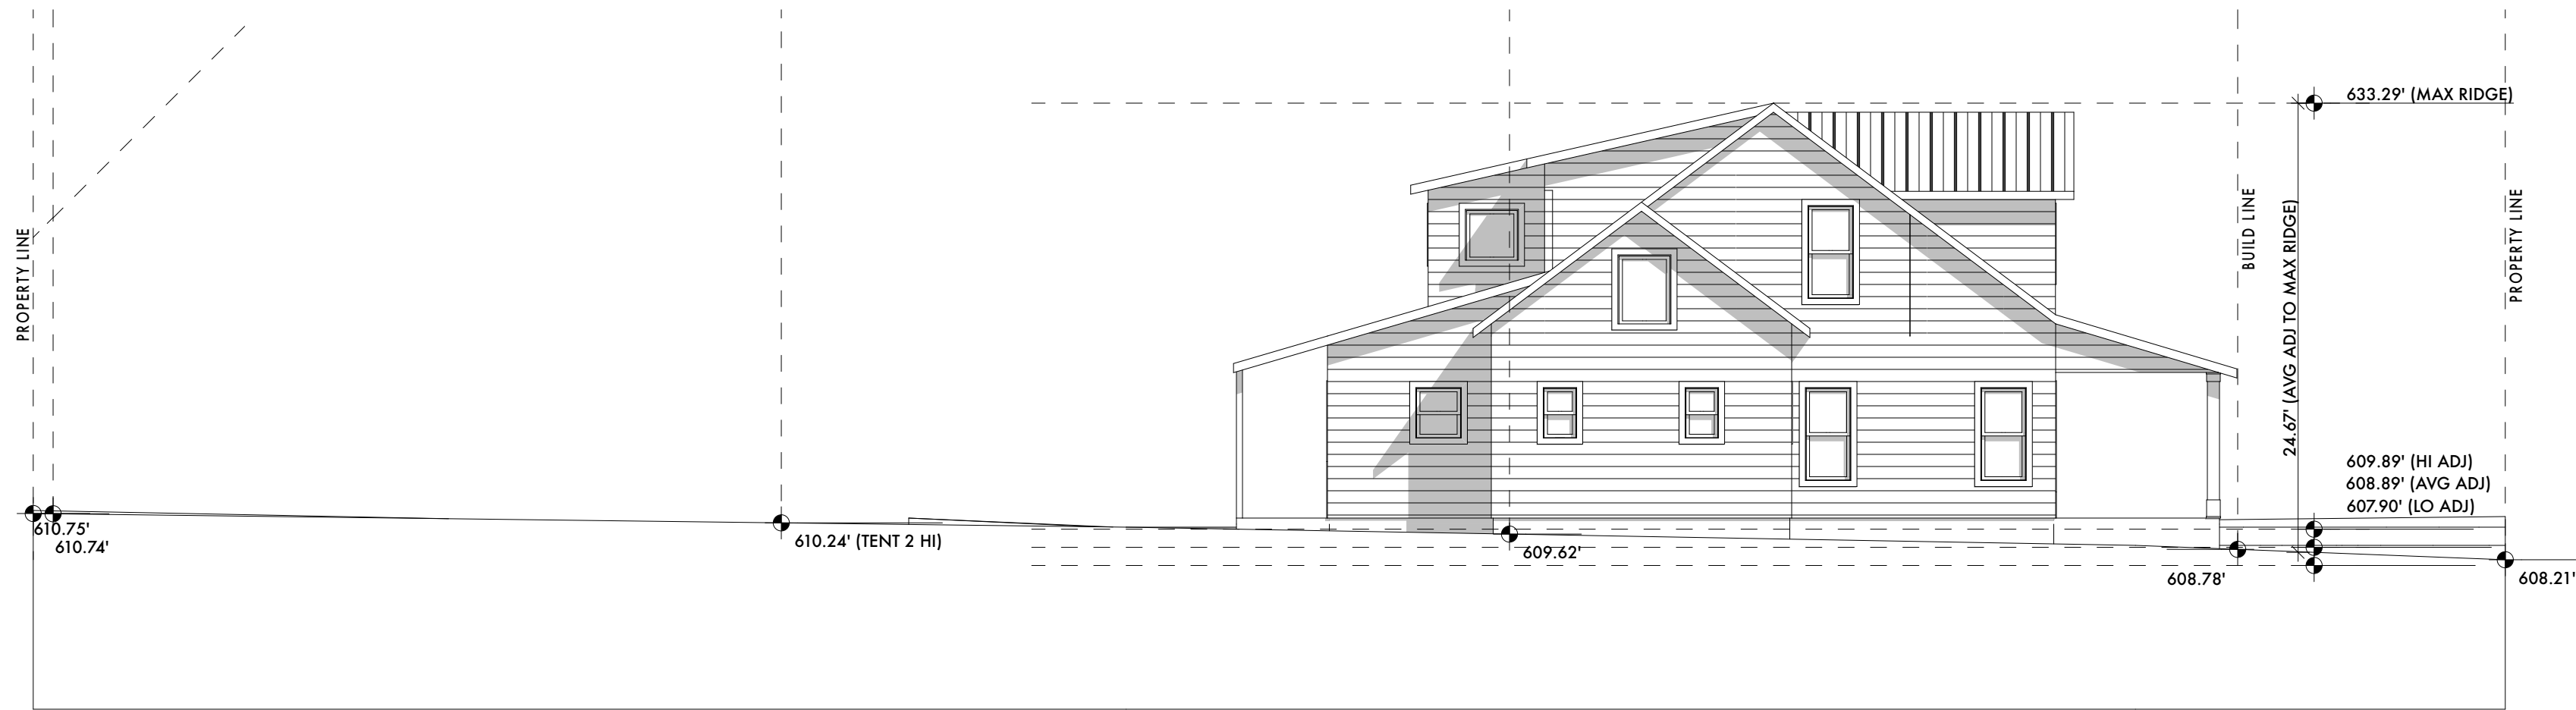 633.29' (MAX RIDGE)
PROPERTY LINE
BUILD LINE
24.67' (AVG ADJ TO MAX RIDGE)
PROPERTY LINE
609.89' (HI ADJ)
608.89' (AVG ADJ)
607.90' (LO ADJ)
610.75'
610.74'
610.24' (TENT 2 HI)
609.62'
608.78'
608.21'